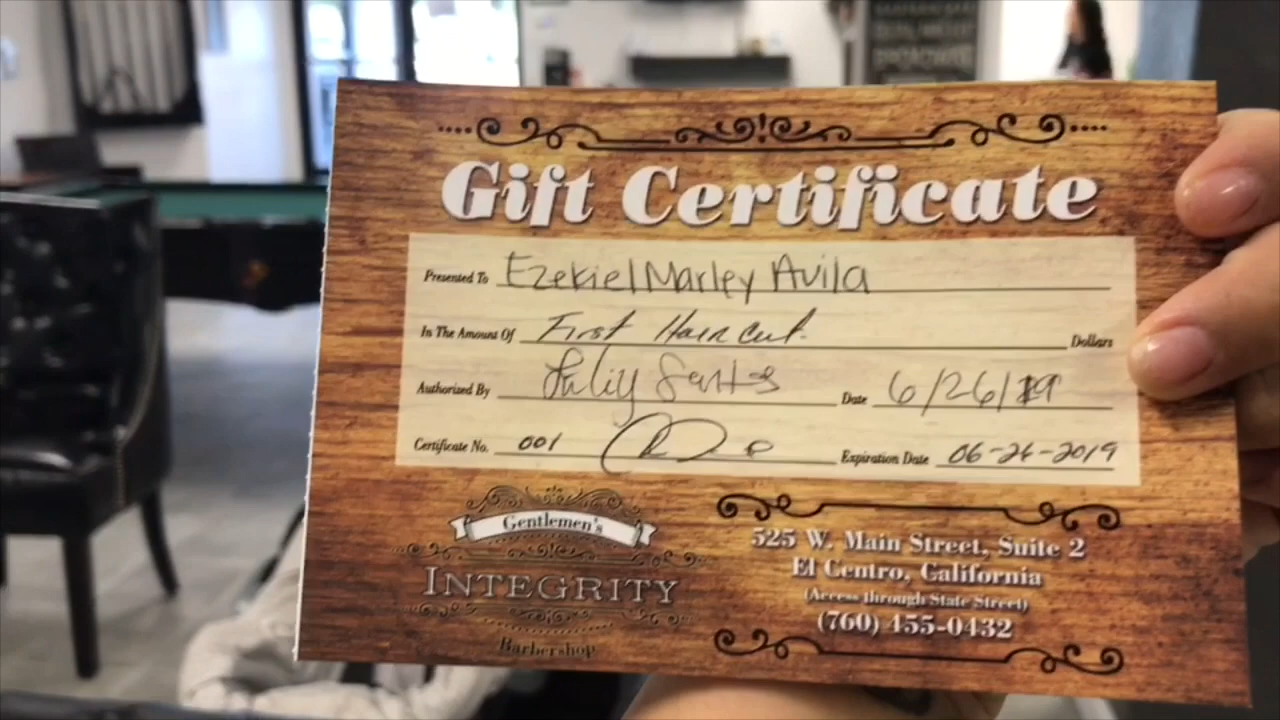 Gift Certificate
Presented To Ezekiel Marley Avila
In The Amount Of First Haircut. Dollars
Authorized By Date 6/26/19
Certificate No. 001 Expiration Date 06-26-2019
Gentlemen's
INTEGRITY
Barbershop
525 W. Main Street, Suite 2
El Centro, California
(Access through State Street)
(760) 455-0432